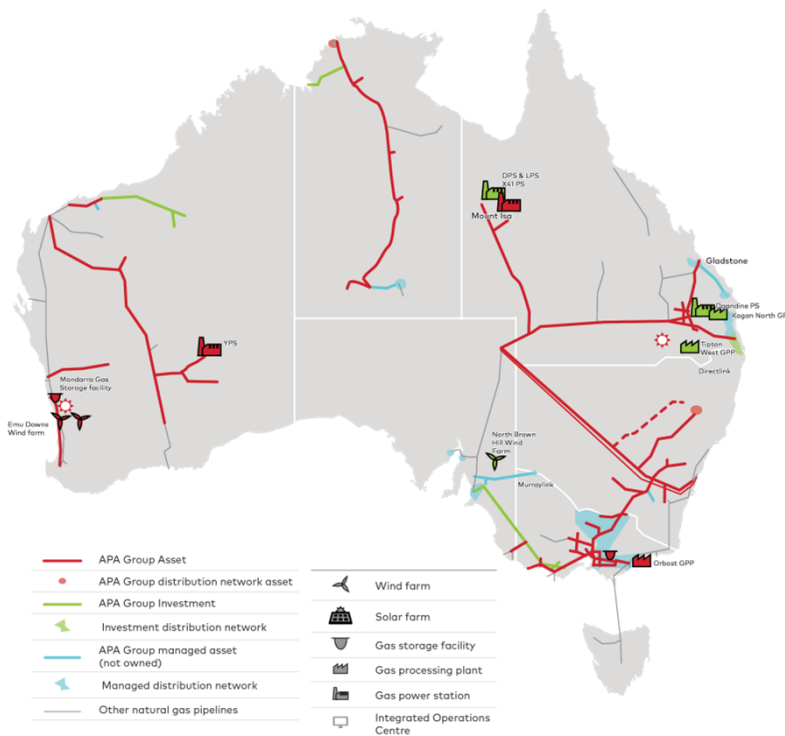 DPS & LPS
X41 PS
Mount Isa
Gladstone
Daandine PS
Kogan North GP
Tipton
West GPP
Directlink
YPS
Mondarra Gas
Storage facility
Emu Downs
Wind farm
North Brown
Hill Wind
Farm
Murraylink
Orbost GPP
APA Group Asset
APA Group distribution network asset
APA Group Investment
Investment distribution network
APA Group managed asset
(not owned)
Managed distribution network
Other natural gas pipelines
Wind farm
Solar farm
Gas storage facility
Gas processing plant
Gas power station
Integrated Operations
Centre